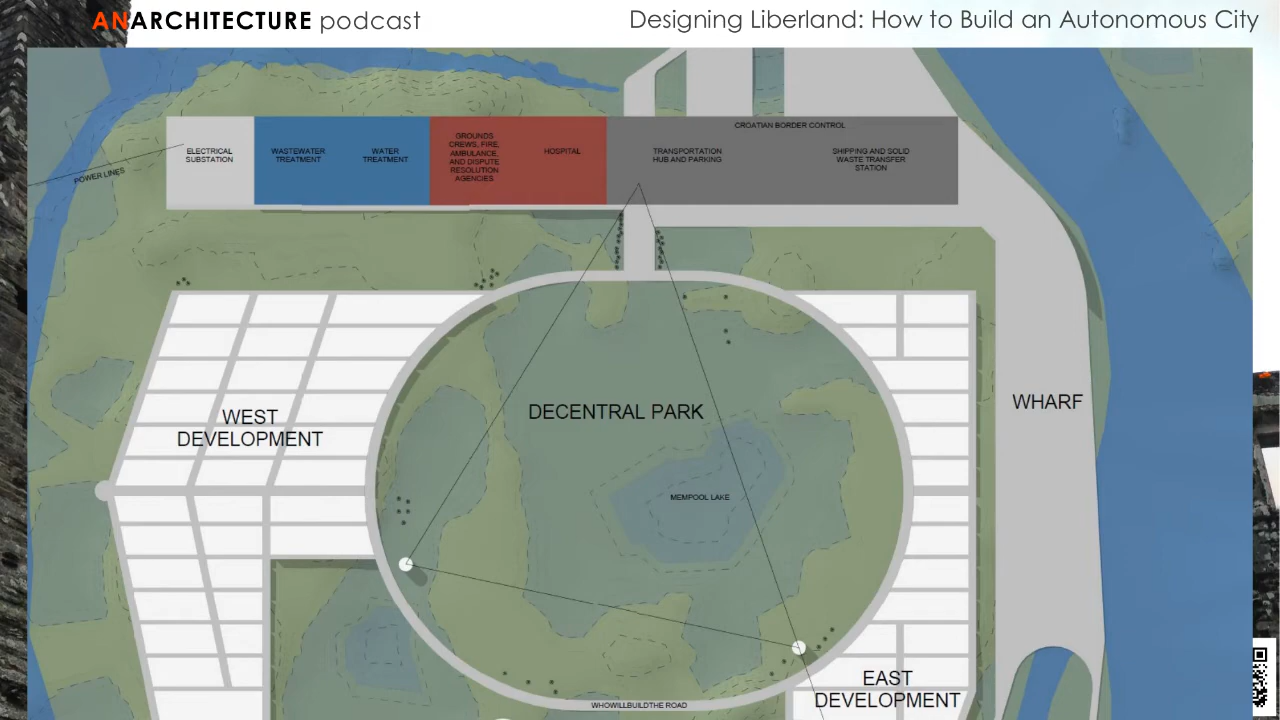 ANARCHITECTURE podcast
Designing Liberland: How to Build an Autonomous City
CROATIAN BORDER CONTROL
ELECTRICAL
SUBSTATION
WASTEWATER
TREATMENT
WATER
TREATMENT
GROUNDS
CREWS, FIRE,
AMBULANCE,
AND DISPUTE
RESOLUTION
AGENCIES
HOSPITAL
TRANSPORTATION
HUB AND PARKING
SHIPPING AND SOLID
WASTE TRANSFER
STATION
POWER LINES
WEST
DEVELOPMENT
DECENTRAL PARK
WHARF
MEMPOOL LAKE
EAST
DEVELOPMENT
WHOWILLBUILDTHE ROAD